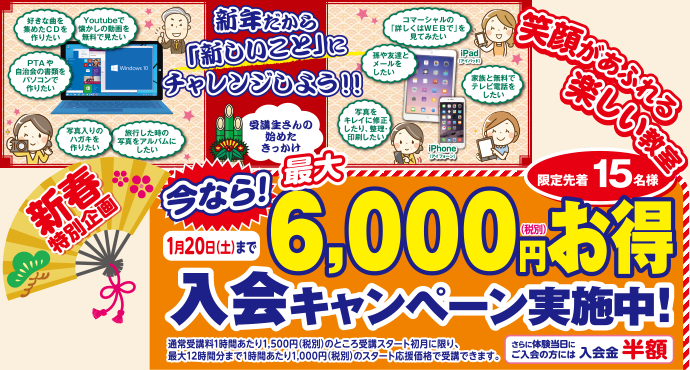 好きな曲を
集めたCDを
作りたい
Youtubeで
懐かしの動画を
無料で見たい
PTAや
自治会の書類を
パソコンで
作りたい
Windows 10
写真入りの
ハガキを
作りたい
旅行した時の
写真をアルバムに
したい
新年だから
「新しいこと」に
チャレンジしよう!!
受講生さんの
始めた
きっかけ
コマーシャルの
「詳しくはWEBで」を
見てみたい
孫や友達と
メールを
したい
iPad
(アイパッド)
家族と無料で
テレビ電話を
したい
写真を
キレイに修正
したり、整理・
印刷したい
iPhone
(アイフォーン)
笑顔があふれる
楽しい教室
新春
特別企画
今なら!
最大
限定先着15名様
1月20日(土)まで
6,000円(税別)お得
入会キャンペーン実施中!
通常受講料1時間あたり1,500円(税別)のところ受講スタート初月に限り、
最大12時間分まで1時間あたり1,000円(税別)のスタート応援価格で受講できます。
さらに体験当日に
ご入会の方には 入会金 半額